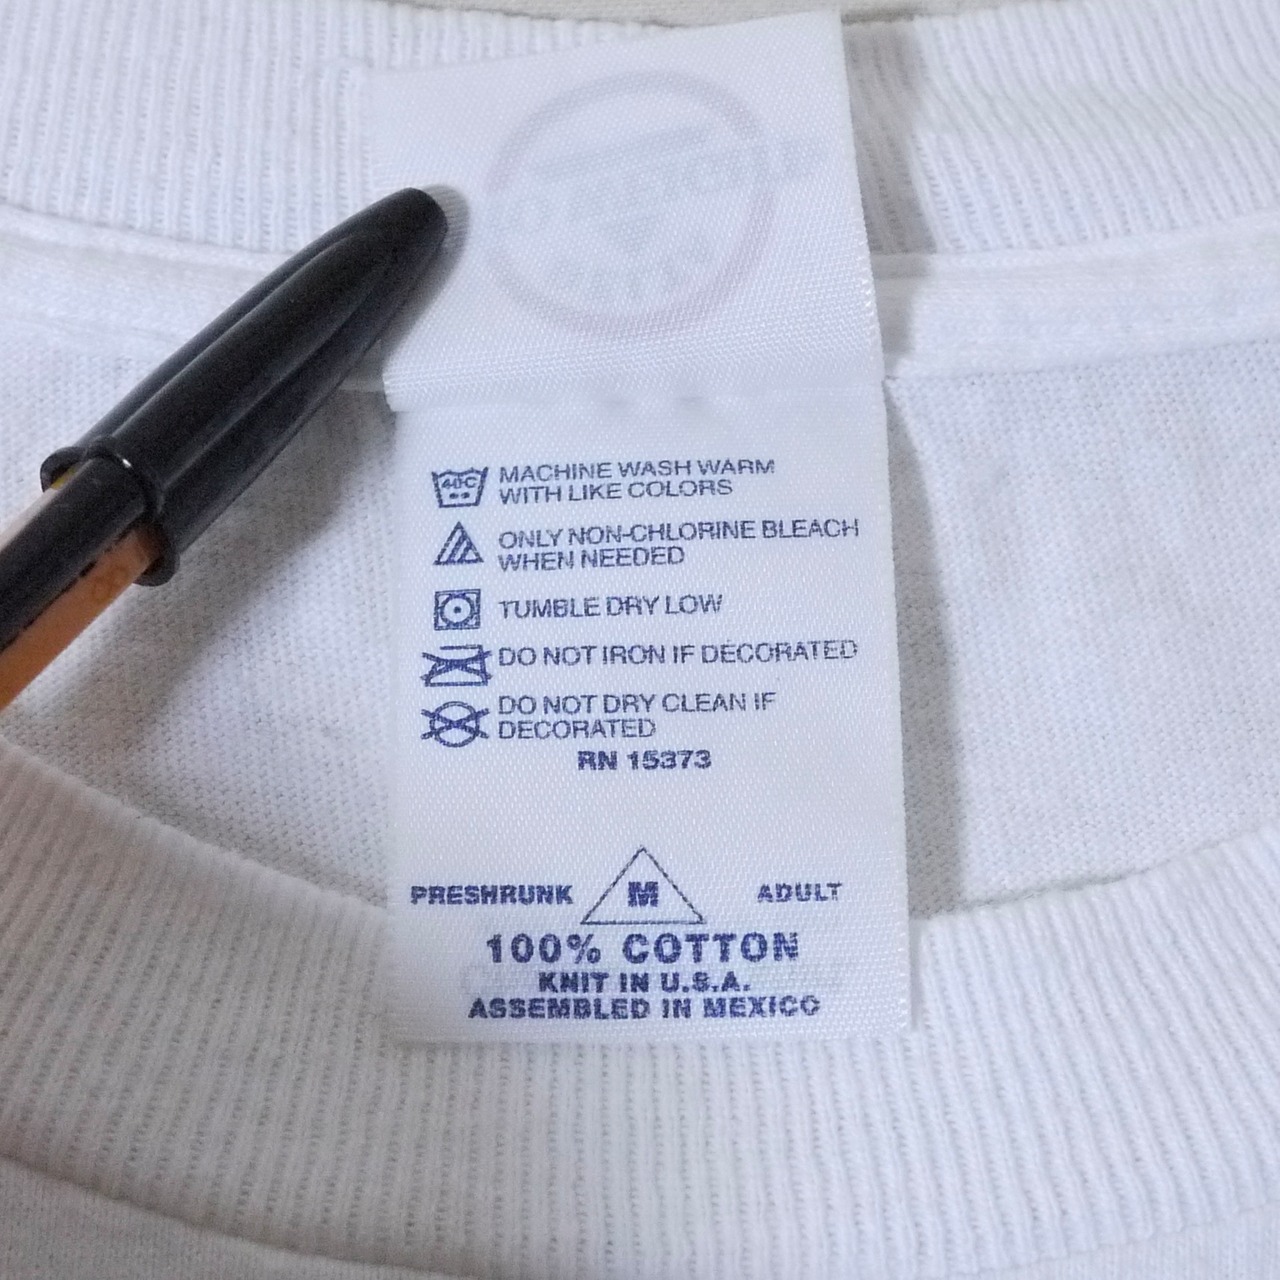 40C
MACHINE WASH WARM
WITH LIKE COLORS
ONLY NON-CHLORINE BLEACH
WHEN NEEDED
TUMBLE DRY LOW
DO NOT IRON IF DECORATED
DO NOT DRY CLEAN IF
DECORATED
RN 15373
PRESHRUNK M ADULT
100% COTTON
KNIT IN U.S.A.
ASSEMBLED IN MEXICO